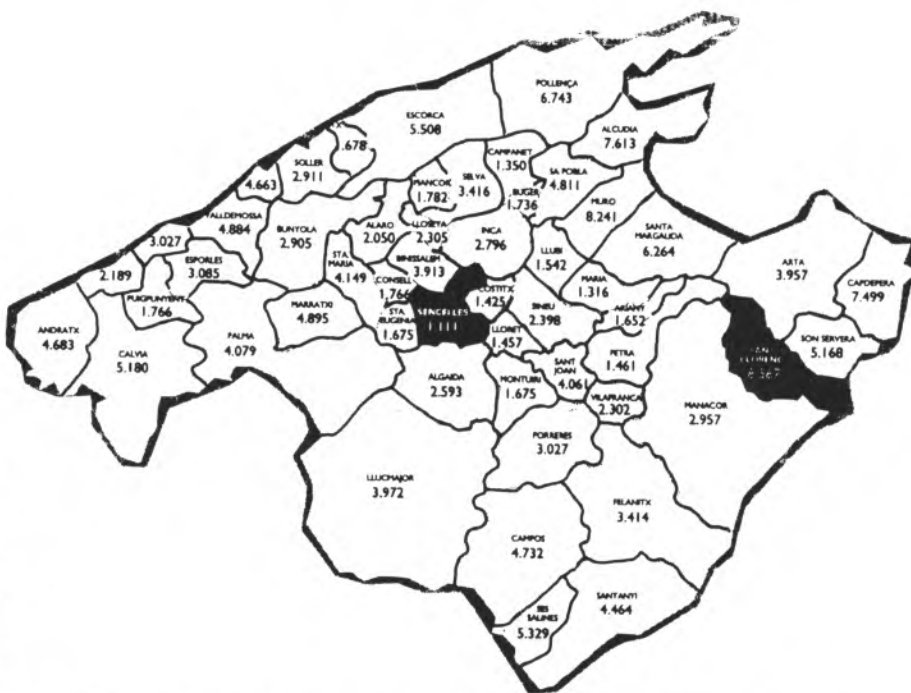 POLLENÇA
6.743
ESCORCA
5.508
ALCUDIA
7.613
.678
CAMPANET
1.350
SOLLER
2.911
SELVA
3.416
SA POBLA
4.811
4.663
MANCOR
1.782
BUGER
1.736
MURO
8.241
VALLDEMOSSA
4.884
BUNYOLA
2.905
ALARO
2.050
LLOSETA
2.305
INCA
2.796
SANTA
MARGALIDA
6.264
3.027
ESPORLES
3.085
STA.
MARIA
4.149
BINISSALEM
3.913
LLUBI
1.542
ARTA
3.957
2.189
CONSELL
1.766
COSTITX
1.425
MARIA
1.316
CAPDEPERA
7.499
PUIGPUNYENT
1.766
MARRATXI
4.895
STA.
EUGENIA
1.675
SENCELLES
1.111
SINEU
2.398
ARIANY
1.652
ANDRATX
4.683
PALMA
4.079
LLORET
1.457
SON SERVERA
5.168
CALVIA
5.180
SANT
JOAN
4.061
PETRA
1.461
SAN
ALGAIDA
2.593
MONTUIRI
1.675
VILAFRANCA
2.302
MANACOR
2.957
PORRERES
3.027
LLUCMAJOR
3.972
FELANITX
3.414
CAMPOS
4.732
SANTANYI
4.464
SES
SALINES
5.329